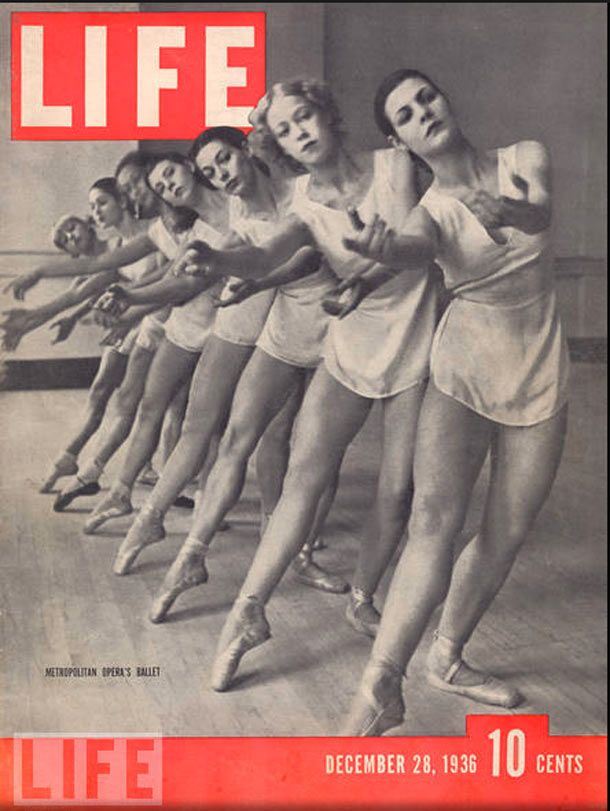 LIFE
METROPOLITAN OPERA'S BALLET
DECEMBER 28, 1936 10 CENTS
LIFE